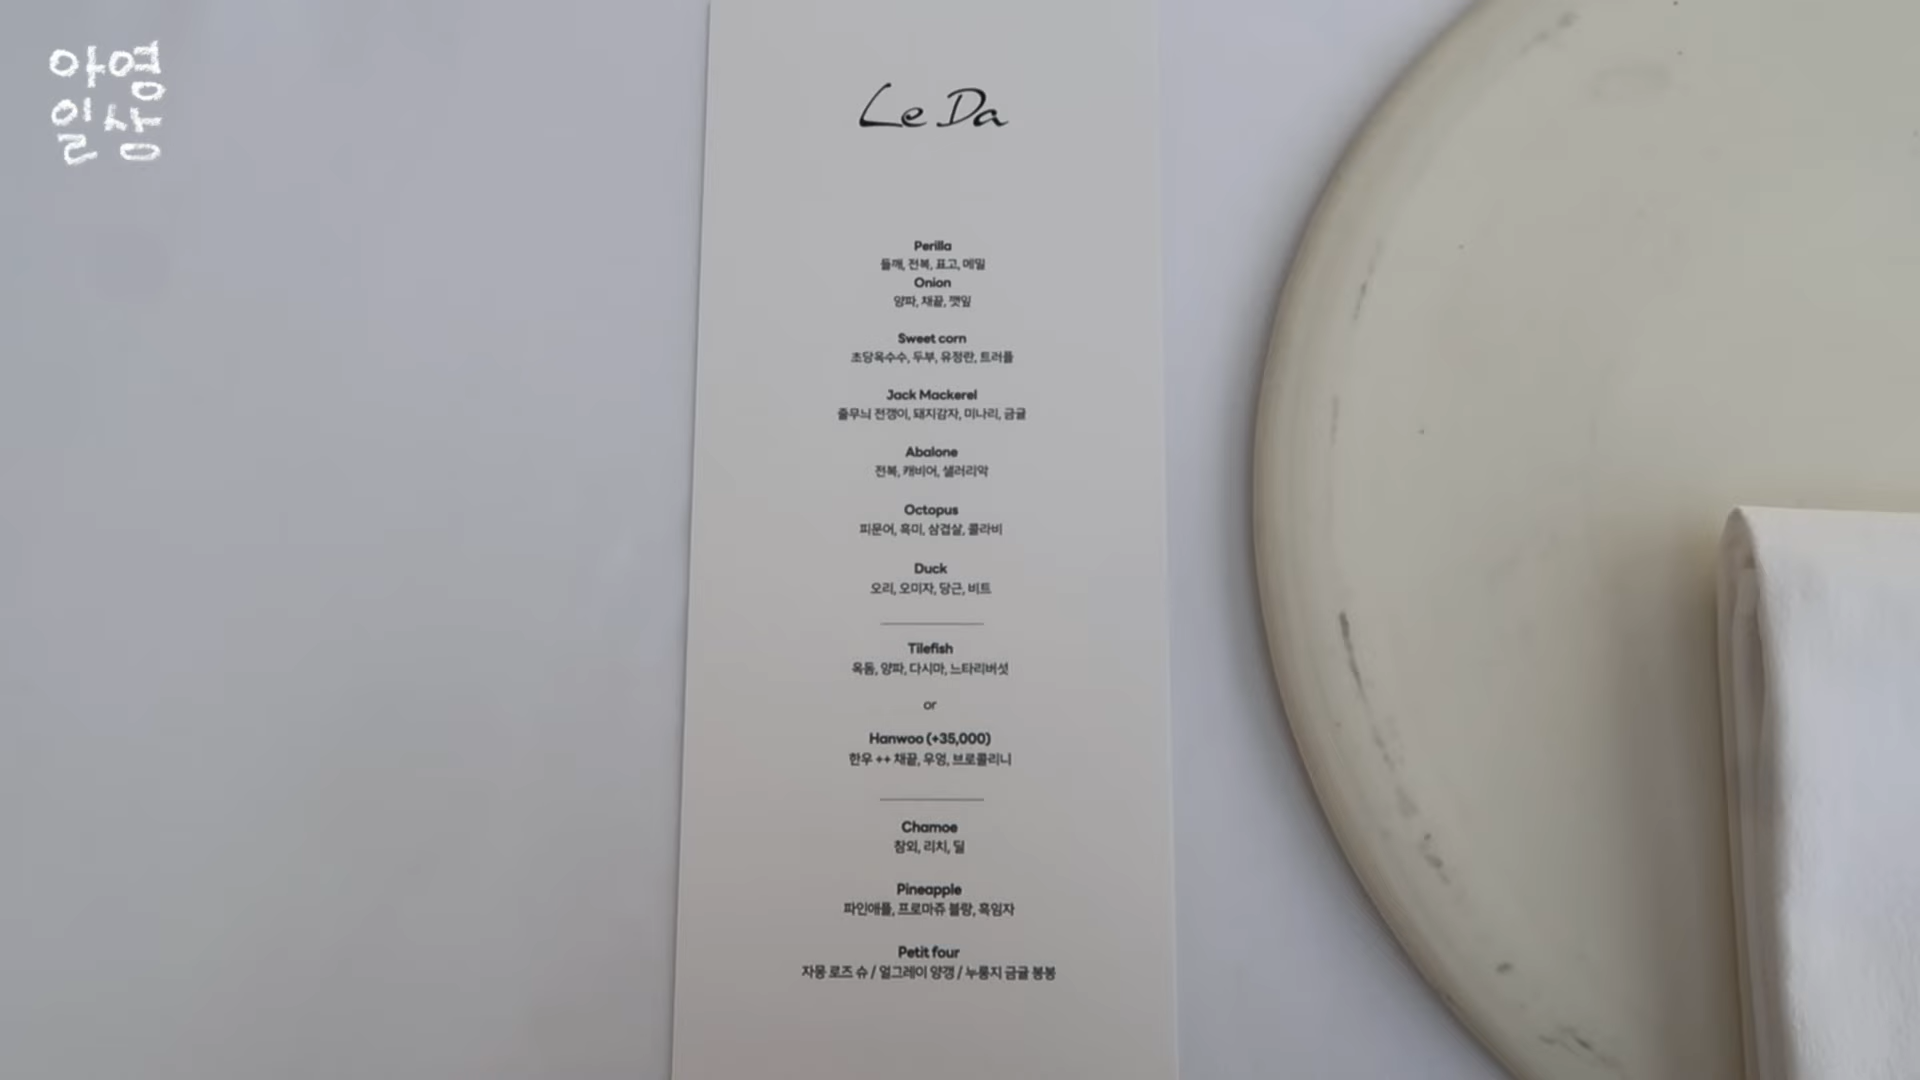 아영
일상
Le Da
Perilla
들깨, 전복, 표고, 메밀
Onion
양파, 채끝, 깻잎
Sweet corn
초당옥수수, 두부, 유정란, 트러플
Jack Mackerel
줄무늬 전갱이, 돼지감자, 미나리, 금귤
Abalone
전복, 캐비어, 샐러리악
Octopus
피문어, 흑미, 삼겹살, 콜라비
Duck
오리, 오미자, 당근, 비트
Tilefish
옥돔, 양파, 다시마, 느타리버섯
or
Hanwoo (+35,000)
한우 ++ 채끝, 우엉, 브로콜리니
Chamoe
참외, 리치, 딜
Pineapple
파인애플, 프로마쥬 블랑, 흑임자
Petit four
자몽 로즈 슈 / 얼그레이 양갱 / 누룽지 금귤 봉봉